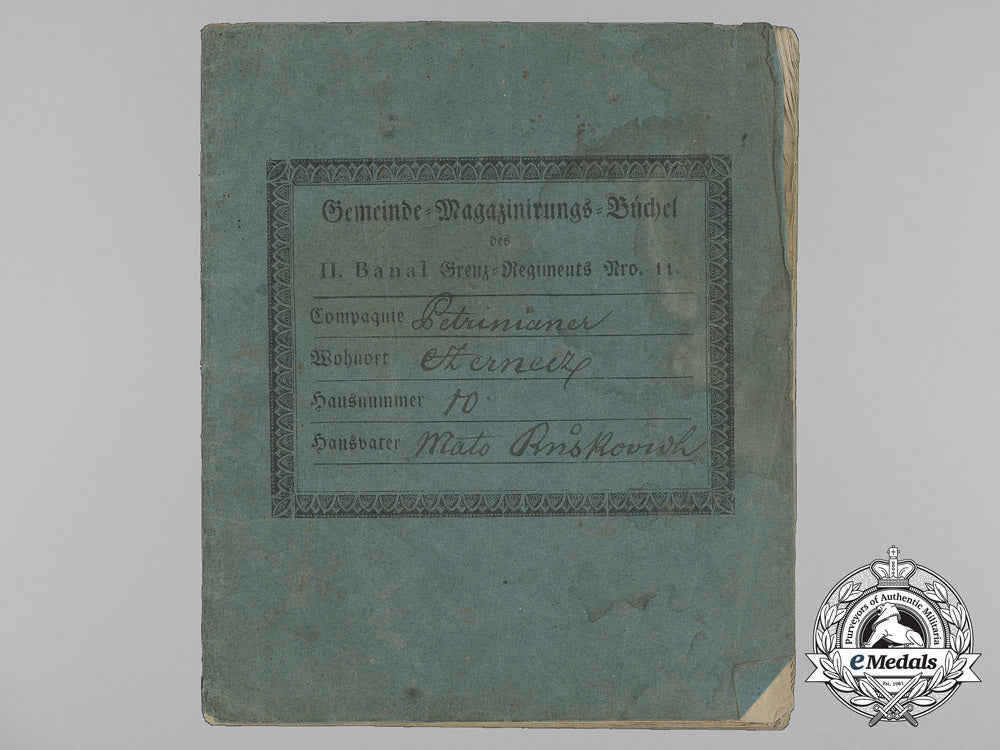 Gemeinde-Magazinirungs-Büchel
des
II. Banal Grenz-Regiments Nro. 11.
Compagnie Petrinianer
Wohnort
Hausnummer 10
Hausvater Mato
Purveyors of Authentic Militaria
eMedals
Est. 1981